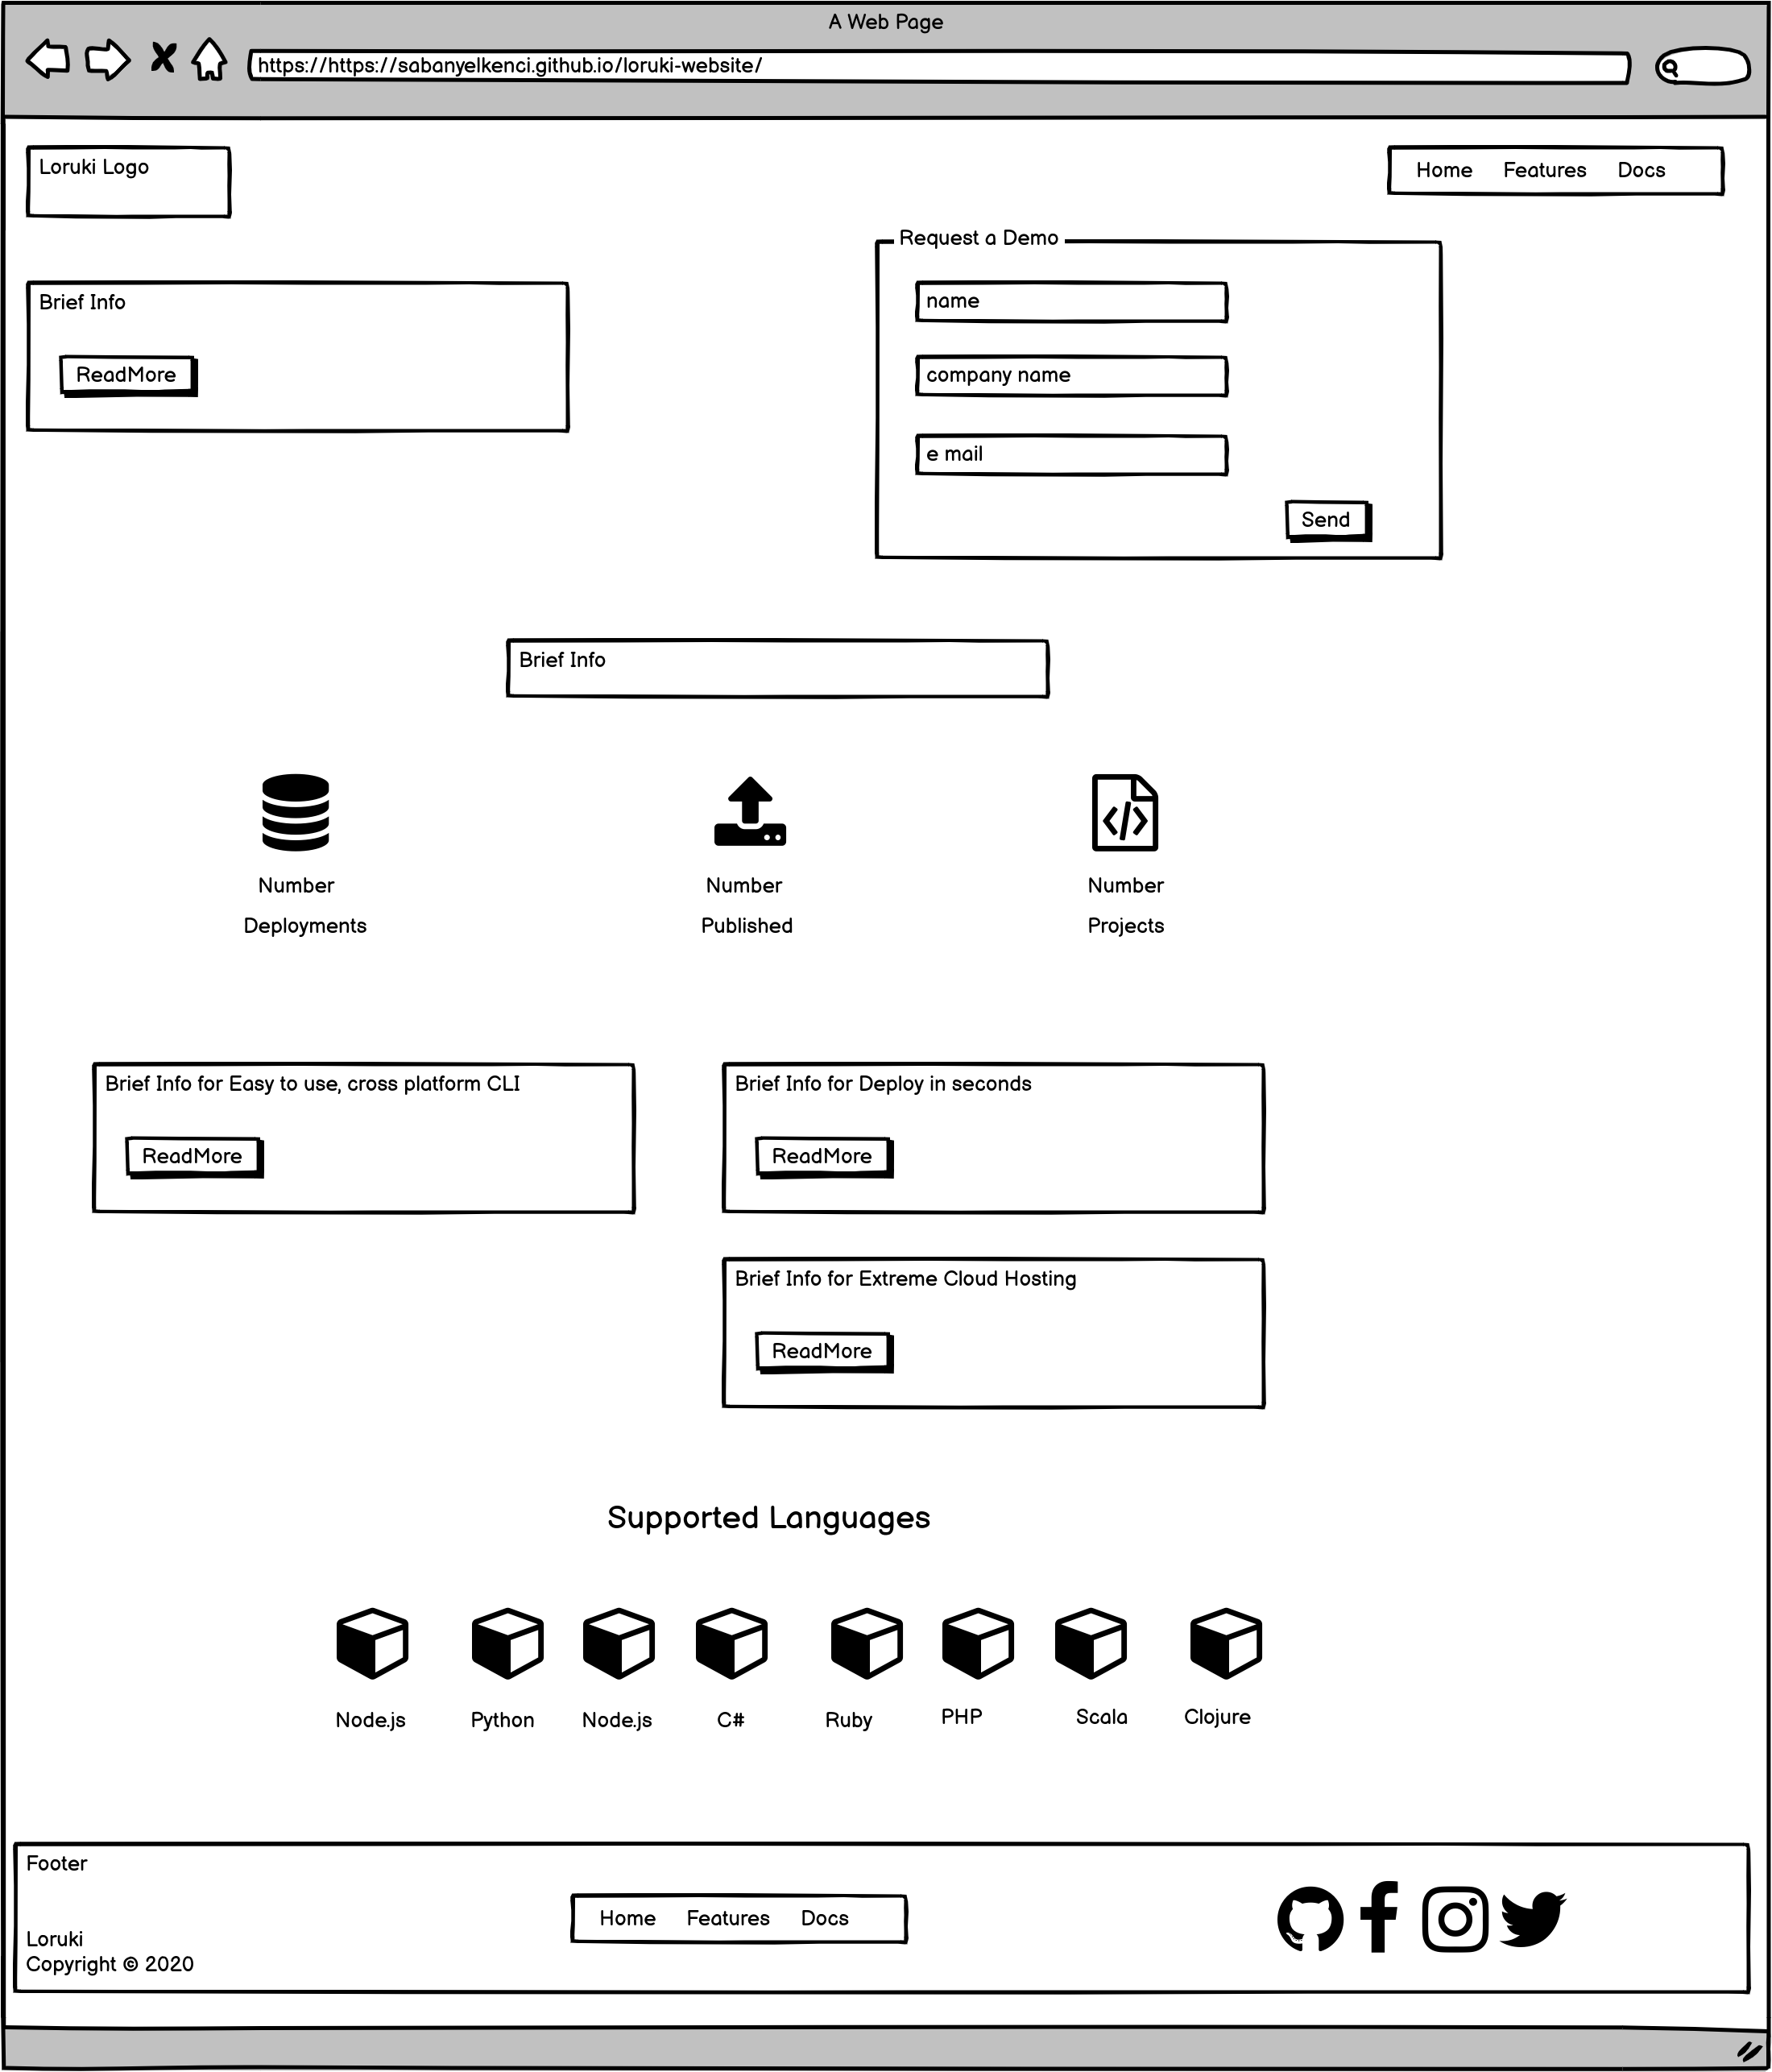 A Web Page
https://https://sabanyelkenci.github.io/loruki-website/
Loruki Logo
Home Features Docs
Request a Demo
Brief Info
ReadMore
name
company name
e mail
Send
Brief Info
Number
Deployments
Number
Published
Number
Projects
Brief Info for Easy to use, cross platform CLI
ReadMore
Brief Info for Deploy in seconds
ReadMore
Brief Info for Extreme Cloud Hosting
ReadMore
Supported Languages
Node.js Python Node.js C# Ruby PHP Scala Clojure
Footer
Loruki
Copyright © 2020
Home Features Docs